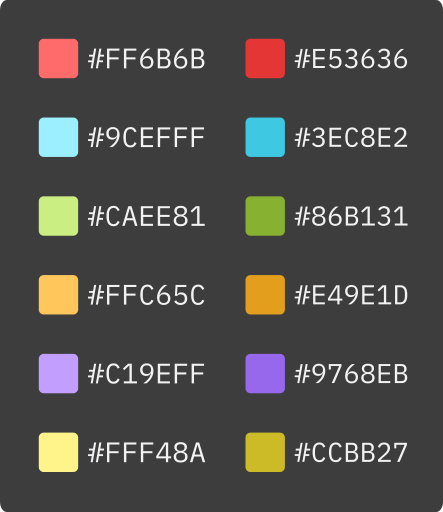 #FF6B6B #E53636
#9CEFFF #3EC8E2
#CAEE81 #86B131
#FFC65C #E49E1D
#C19EFF #9768EB
#FFF48A #CCBB27